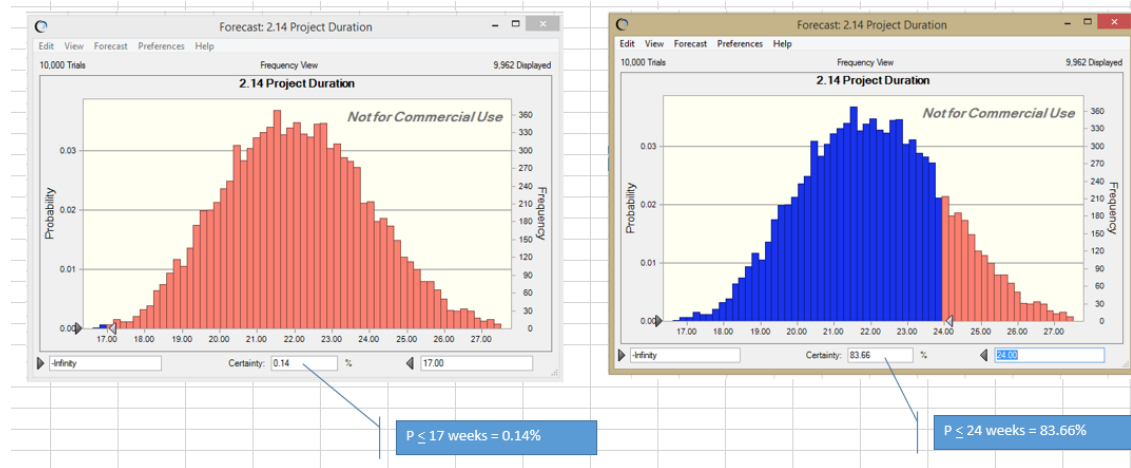 Forecast: 2.14 Project Duration
Edit View Forecast Preferences Help
10,000 Trials Frequency View 9,962 Displayed
2.14 Project Duration
Not for Commercial Use
Probability
0.03
0.02
0.01
0.00
Frequency
360
330
300
270
240
210
180
150
120
90
60
30
0
17.00 18.00 19.00 20.00 21.00 22.00 23.00 24.00 25.00 26.00 27.00
-Infinity Certainty: 0.14 % 17.00
P ≤ 17 weeks = 0.14%
Forecast: 2.14 Project Duration
Edit View Forecast Preferences Help
10,000 Trials Frequency View 9,962 Displayed
2.14 Project Duration
Not for Commercial Use
Probability
0.03
0.02
0.01
0.00
Frequency
360
330
300
270
240
210
180
150
120
90
60
30
0
17.00 18.00 19.00 20.00 21.00 22.00 23.00 24.00 25.00 26.00 27.00
-Infinity Certainty: 83.66 % 24.00
P ≤ 24 weeks = 83.66%